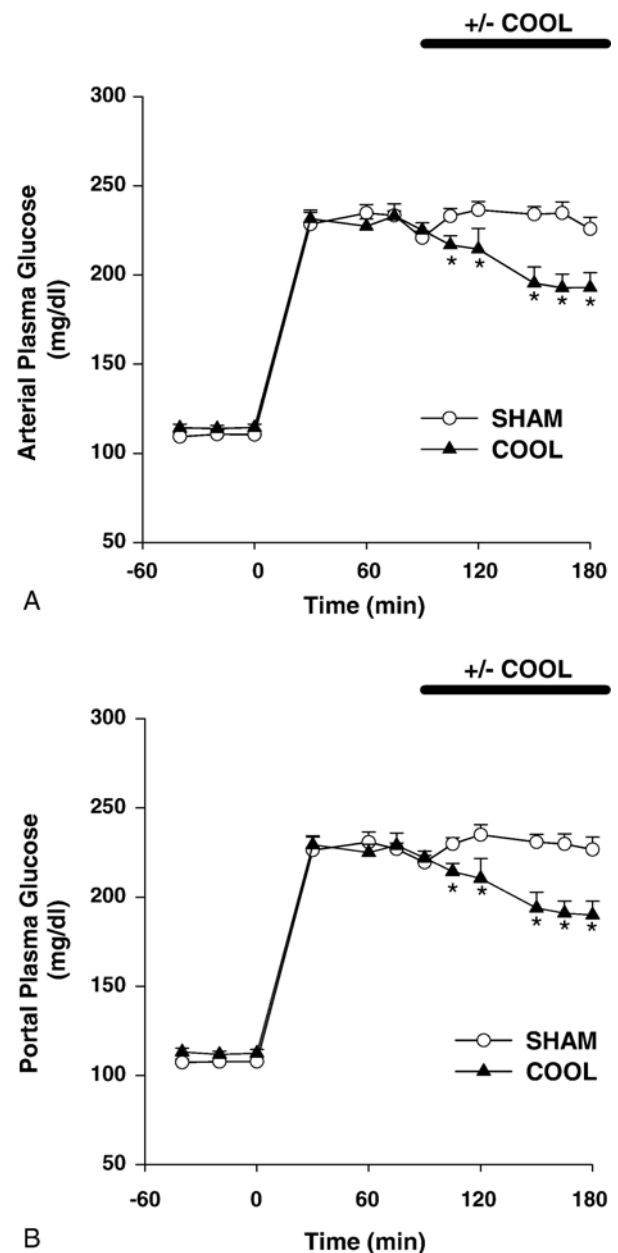 +/- COOL
300
250
200
150
100
50
Arterial Plasma Glucose
(mg/dl)
* * * * *
SHAM
COOL
-60 0 60 120 180
Time (min)
A
+/- COOL
300
250
200
150
100
50
Portal Plasma Glucose
(mg/dl)
* * * * *
SHAM
COOL
-60 0 60 120 180
Time (min)
B